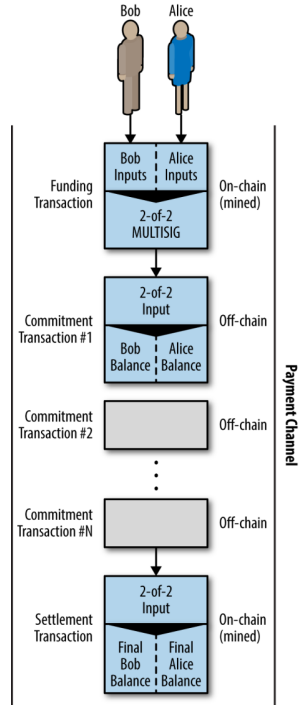 Bob Alice
Funding
Transaction
Bob
Inputs
Alice
Inputs
2-of-2
MULTISIG
On-chain
(mined)
Commitment
Transaction #1
2-of-2
Input
Bob
Balance
Alice
Balance
Off-chain
Commitment
Transaction #2
Off-chain
Commitment
Transaction #N
Off-chain
Settlement
Transaction
2-of-2
Input
Final
Bob
Balance
Final
Alice
Balance
On-chain
(mined)
Payment Channel